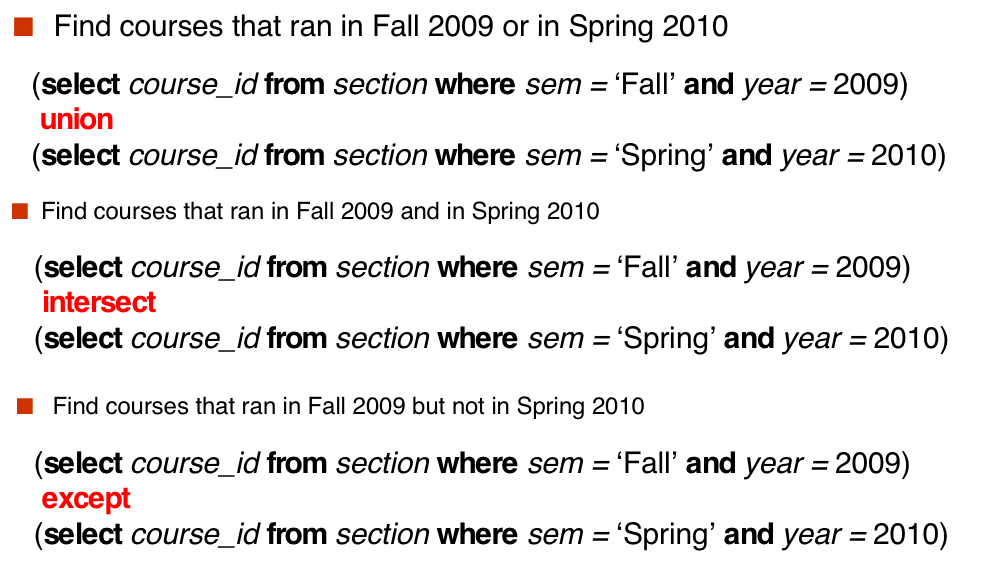 Find courses that ran in Fall 2009 or in Spring 2010
(select course_id from section where sem = ‘Fall’ and year = 2009)
union
(select course_id from section where sem = ‘Spring’ and year = 2010)
Find courses that ran in Fall 2009 and in Spring 2010
(select course_id from section where sem = ‘Fall’ and year = 2009)
intersect
(select course_id from section where sem = ‘Spring’ and year = 2010)
Find courses that ran in Fall 2009 but not in Spring 2010
(select course_id from section where sem = ‘Fall’ and year = 2009)
except
(select course_id from section where sem = ‘Spring’ and year = 2010)